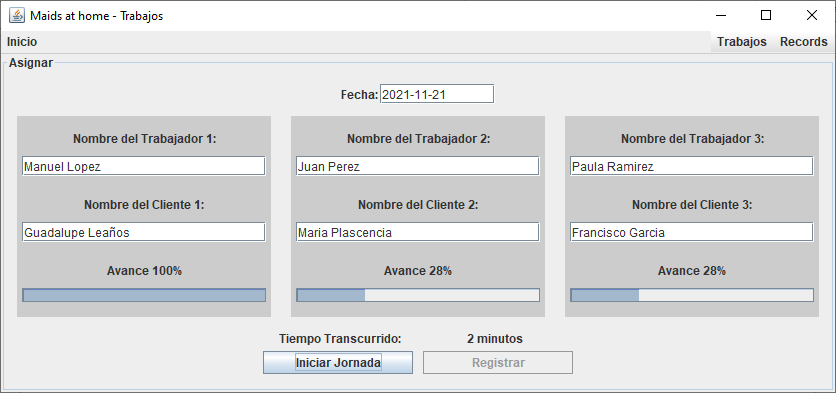 Maids at home - Trabajos
Inicio Trabajos Records
Asignar
Fecha: 2021-11-21
Nombre del Trabajador 1: Nombre del Trabajador 2: Nombre del Trabajador 3:
Manuel Lopez Juan Perez Paula Ramirez
Nombre del Cliente 1: Nombre del Cliente 2: Nombre del Cliente 3:
Guadalupe Leaños Maria Plascencia Francisco Garcia
Avance 100% Avance 28% Avance 28%
Tiempo Transcurrido: 2 minutos
Iniciar Jornada Registrar